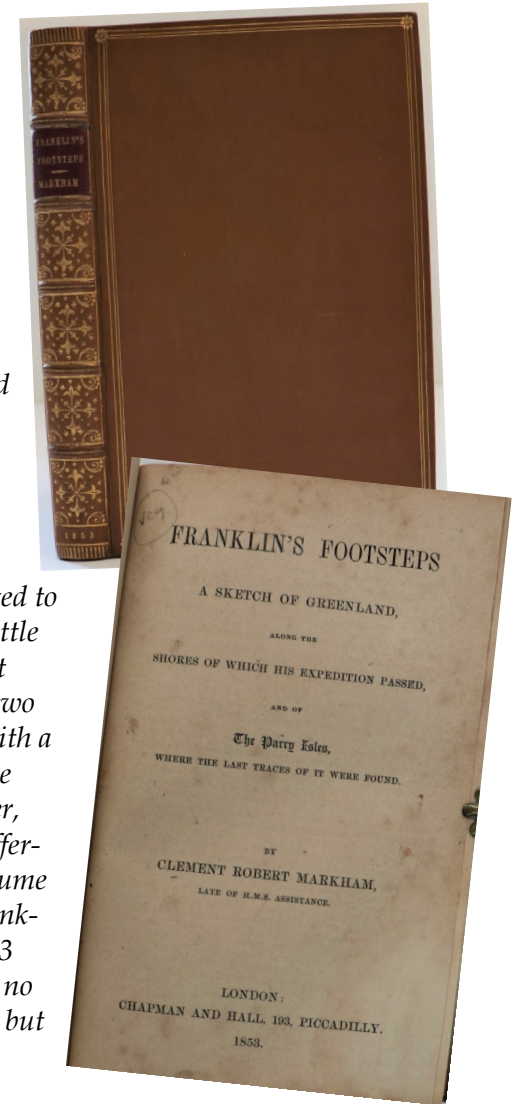 FRANKLIN'S
FOOTSTEPS
MARKHAM
1853
d
ed to
ttle
t
two
ith a
e
er,
ffer-
ume
nk-
3
no
but
FRANKLIN'S FOOTSTEPS
A SKETCH OF GREENLAND,
ALONG THE
SHORES OF WHICH HIS EXPEDITION PASSED,
AND OF
The Parry Isles,
WHERE THE LAST TRACES OF IT WERE FOUND.
BY
CLEMENT ROBERT MARKHAM,
LATE OF H.M.S. ASSISTANCE.
LONDON:
CHAPMAN AND HALL, 193, PICCADILLY.
1853.